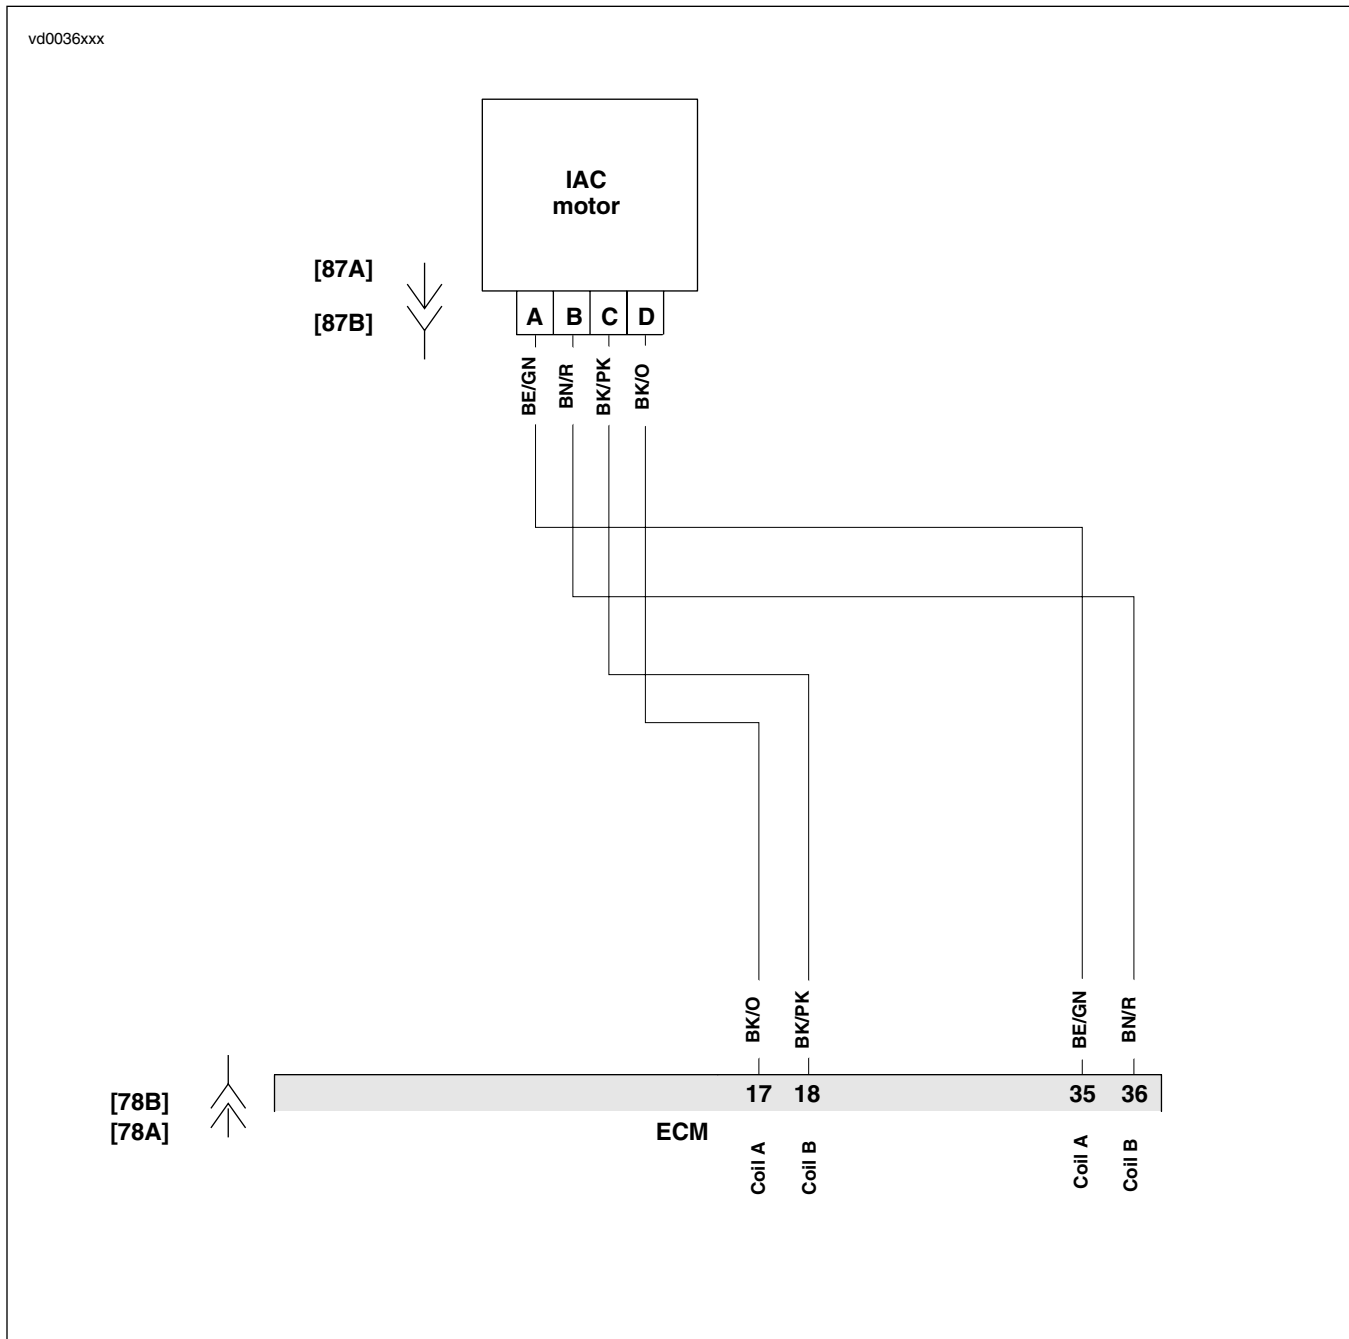 vd0036xxx
IAC
motor
[87A]
[87B]
A B C D
BE/GN
BN/R
BK/PK
BK/O
BK/O
BK/PK
BE/GN
BN/R
[78B]
[78A]
17 18 35 36
ECM
Coil A
Coil B
Coil A
Coil B